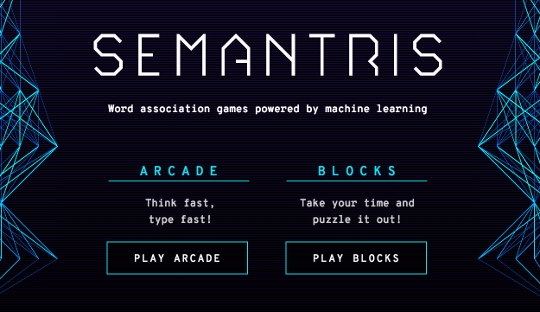 SEMANTRIS
Word association games powered by machine learning
ARCADE
Think fast,
type fast!
PLAY ARCADE
BLOCKS
Take your time and
puzzle it out!
PLAY BLOCKS